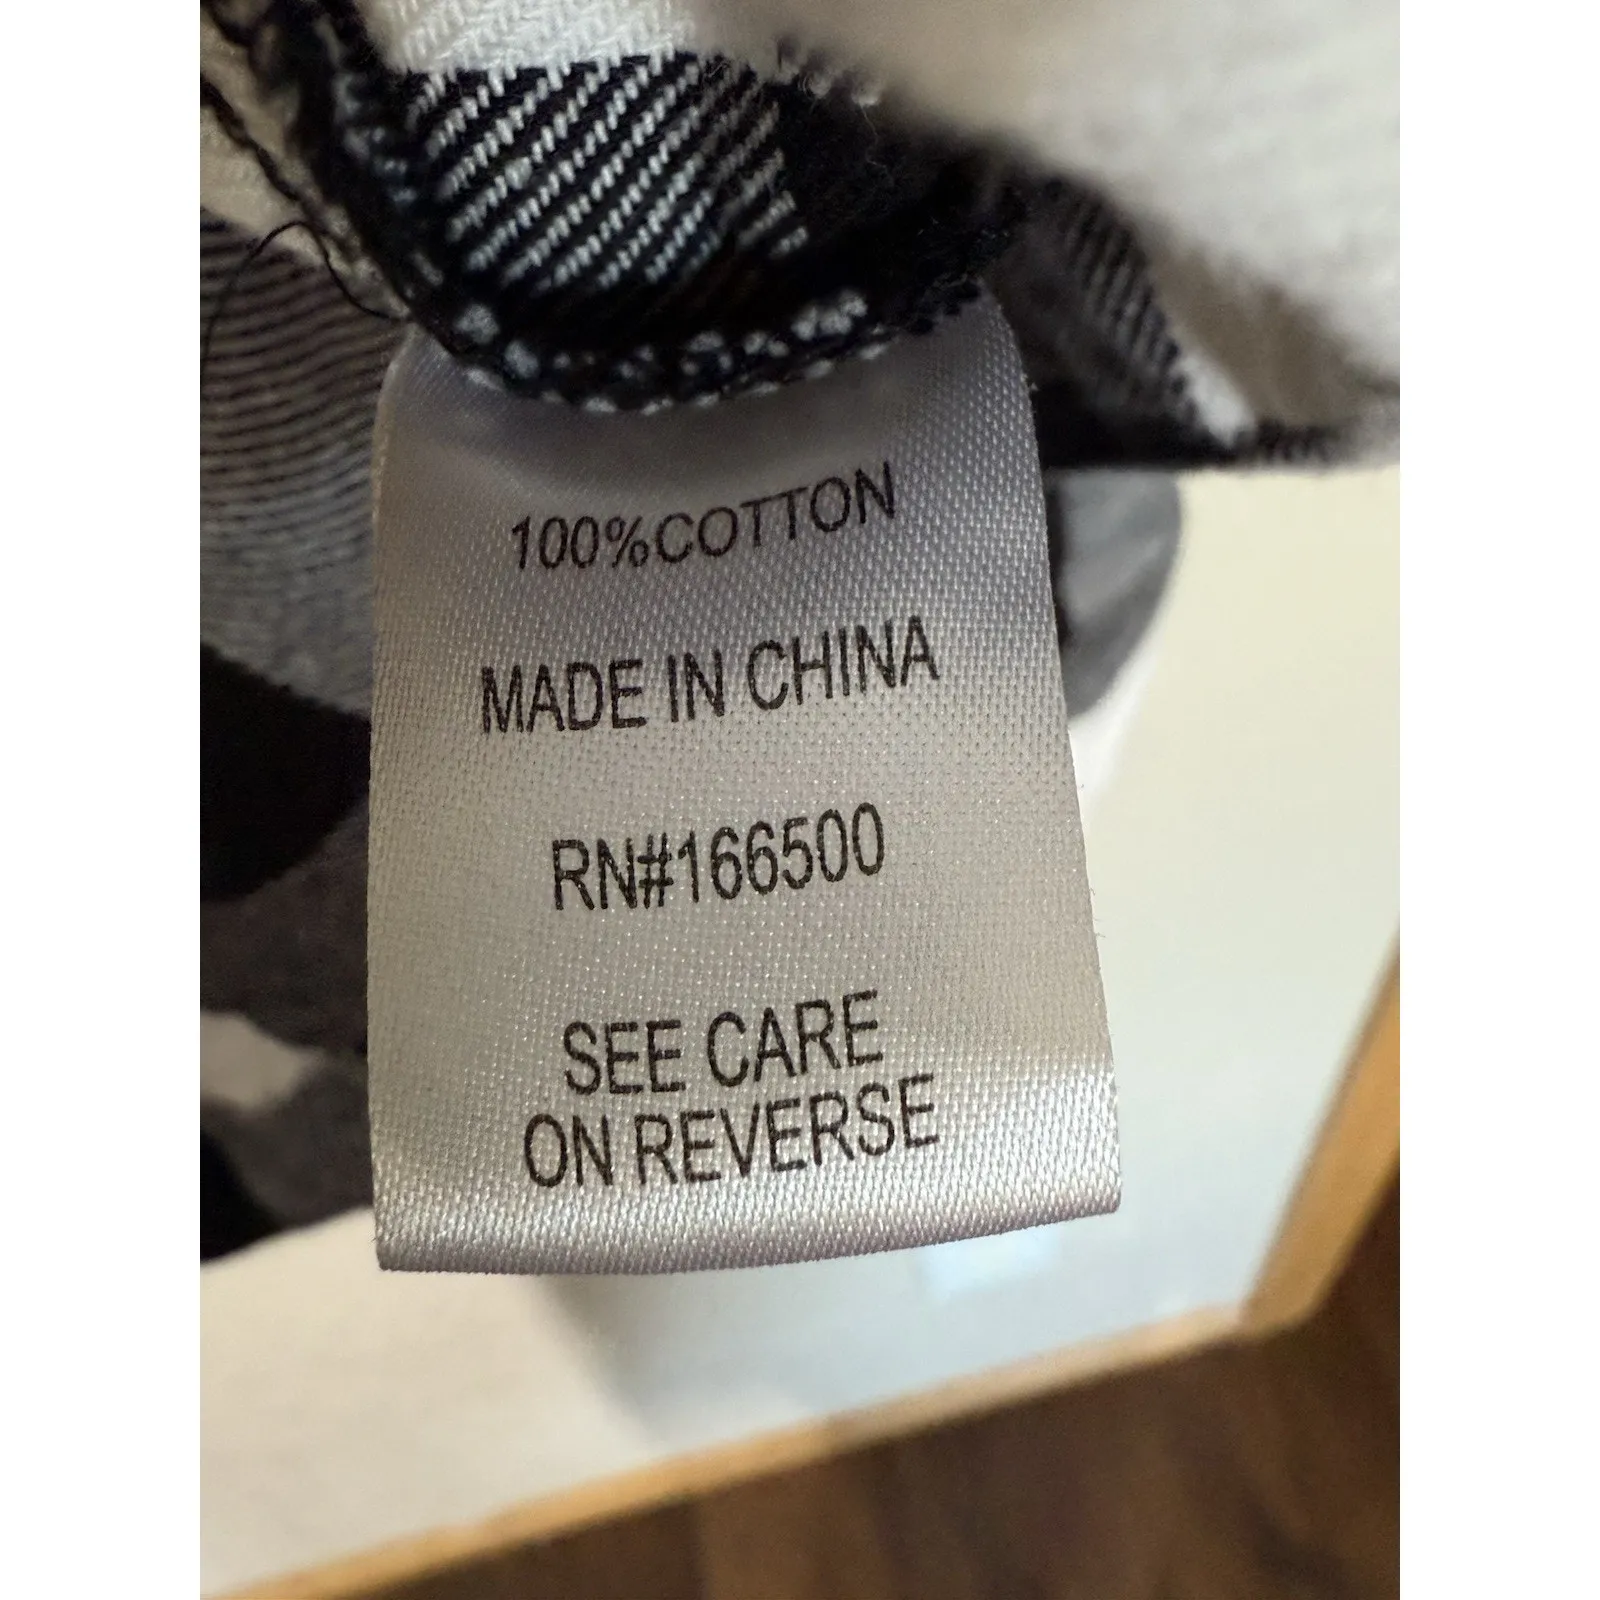 100%COTTON
MADE IN CHINA
RN#166500
SEE CARE
ON REVERSE